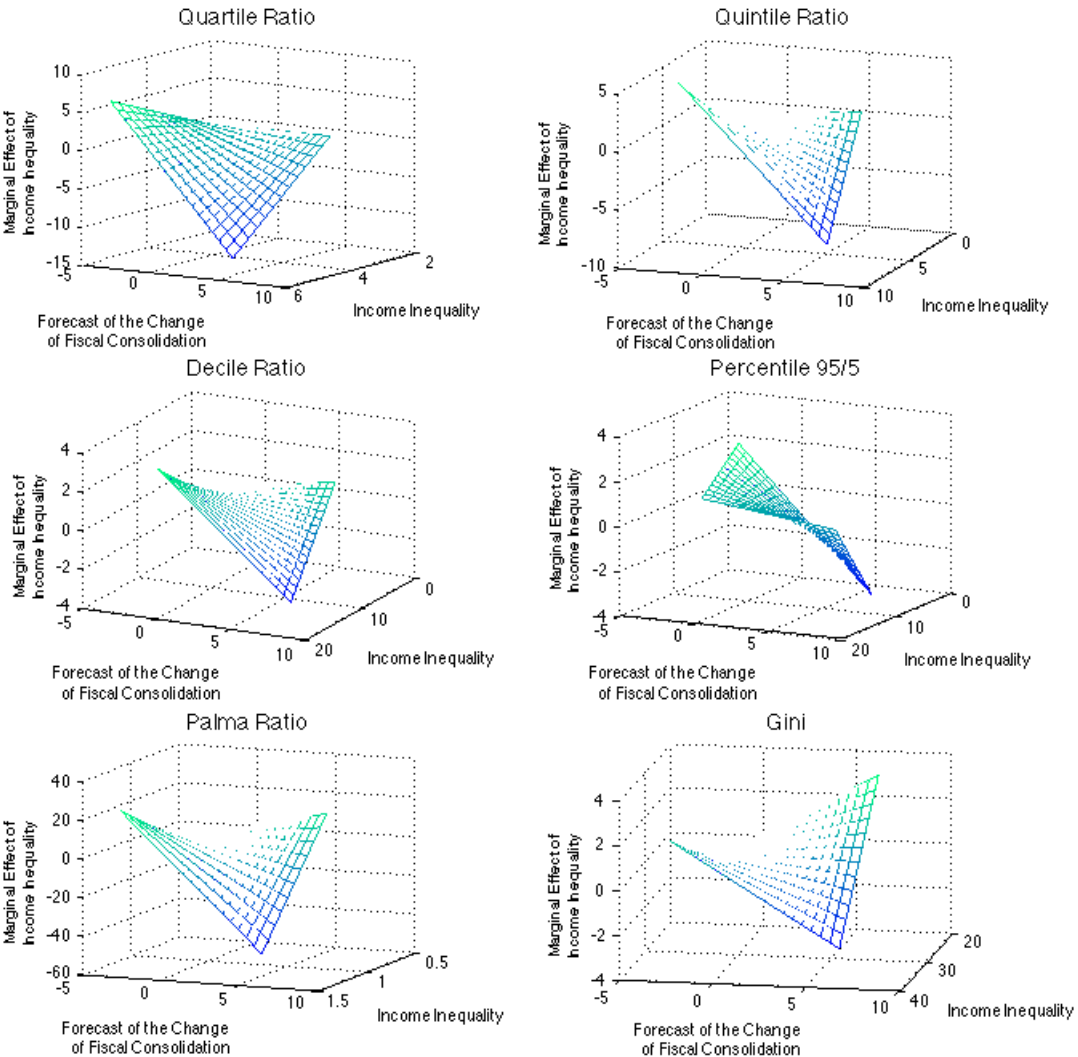 Quartile Ratio
10
5
0
-5
-10
-15
Marginal Effect of
Income Inequality
-5
0
5
10
6
4
2
Income Inequality
Forecast of the Change
of Fiscal Consolidation
Quintile Ratio
5
0
-5
-10
Marginal Effect of
Income Inequality
-5
0
5
10
10
5
0
Income Inequality
Forecast of the Change
of Fiscal Consolidation
Decile Ratio
4
2
0
-2
-4
Marginal Effect of
Income Inequality
-5
0
5
10
20
10
0
Income Inequality
Forecast of the Change
of Fiscal Consolidation
Percentile 95/5
4
2
0
-2
-4
Marginal Effect of
Income Inequality
-5
0
5
10
20
10
0
Income Inequality
Forecast of the Change
of Fiscal Consolidation
Palma Ratio
40
20
0
-20
-40
-60
Marginal Effect of
Income Inequality
-5
0
5
10
1.5
1
0.5
Income Inequality
Forecast of the Change
of Fiscal Consolidation
Gini
4
2
0
-2
-4
Marginal Effect of
Income Inequality
-5
0
5
10
40
30
20
Income Inequality
Forecast of the Change
of Fiscal Consolidation